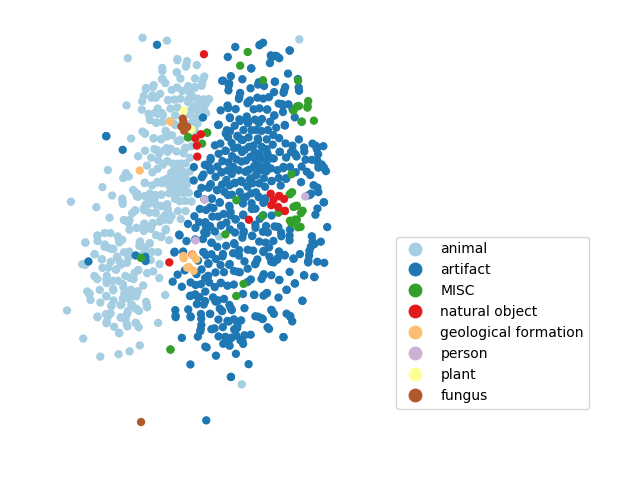 animal
artifact
MISC
natural object
geological formation
person
plant
fungus